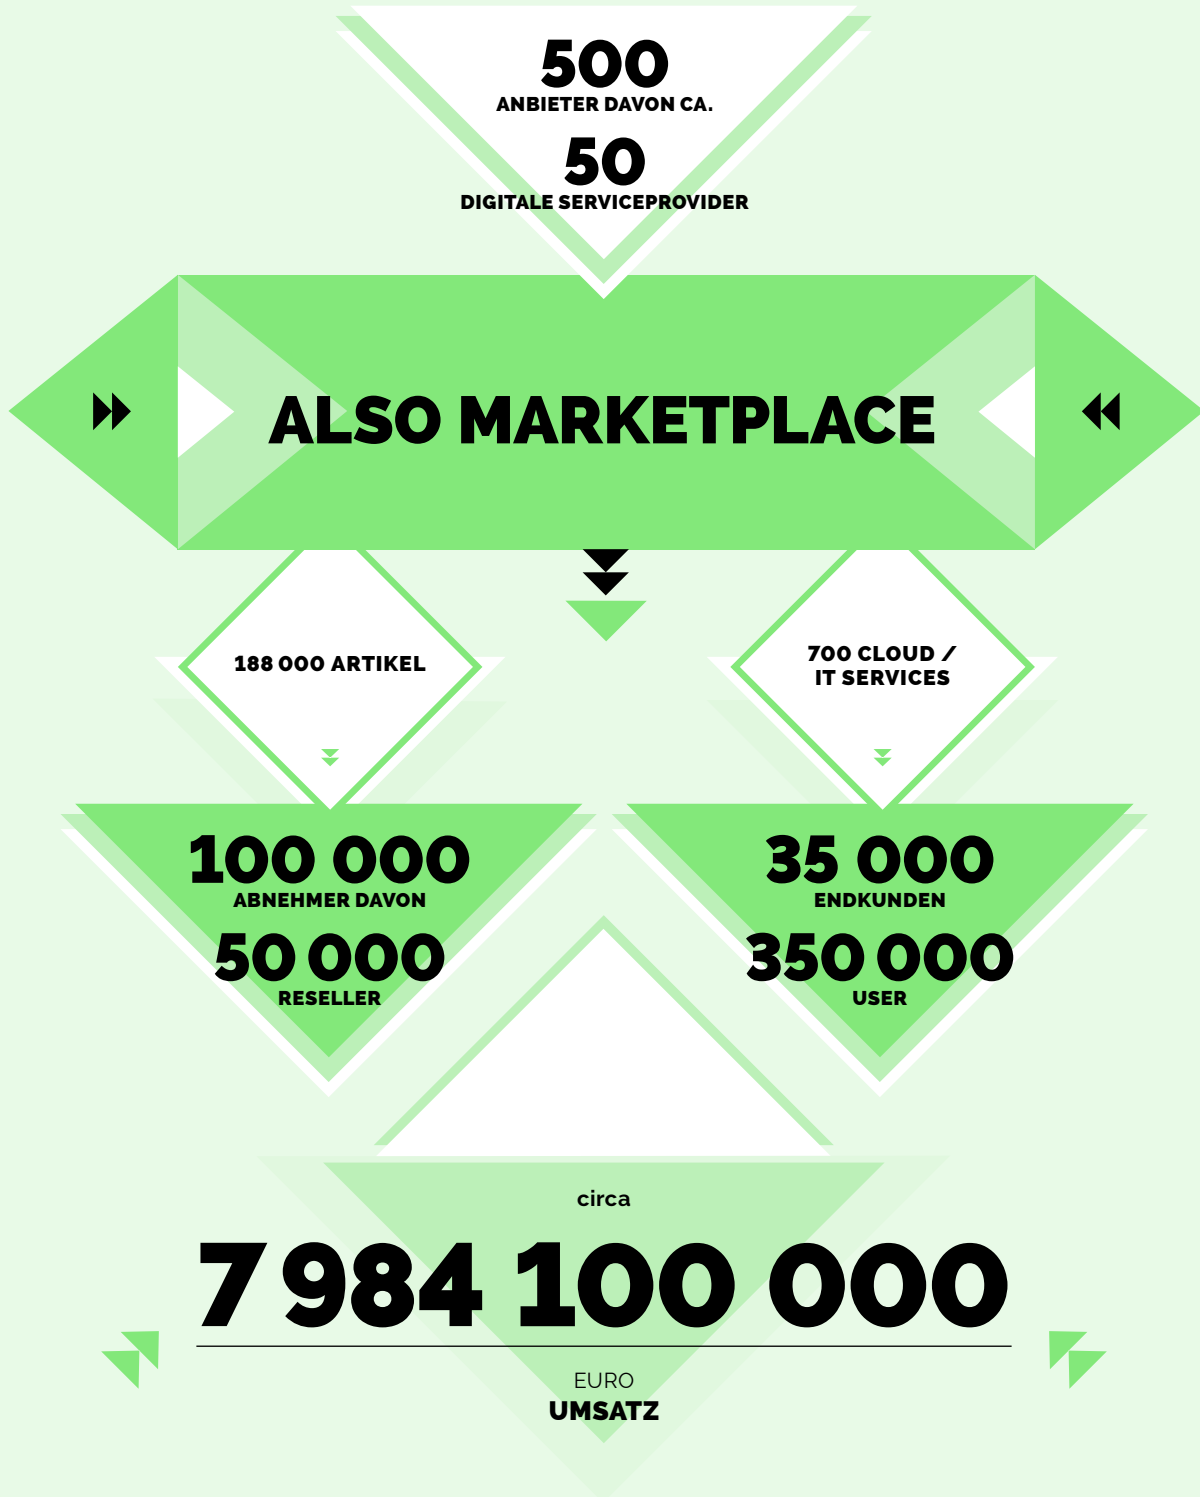 500
ANBIETER DAVON CA.
50
DIGITALE SERVICEPROVIDER
ALSO MARKETPLACE
188 000 ARTIKEL
700 CLOUD /
IT SERVICES
100 000
ABNEHMER DAVON
50 000
RESELLER
35 000
ENDKUNDEN
350 000
USER
circa
7 984 100 000
EURO
UMSATZ